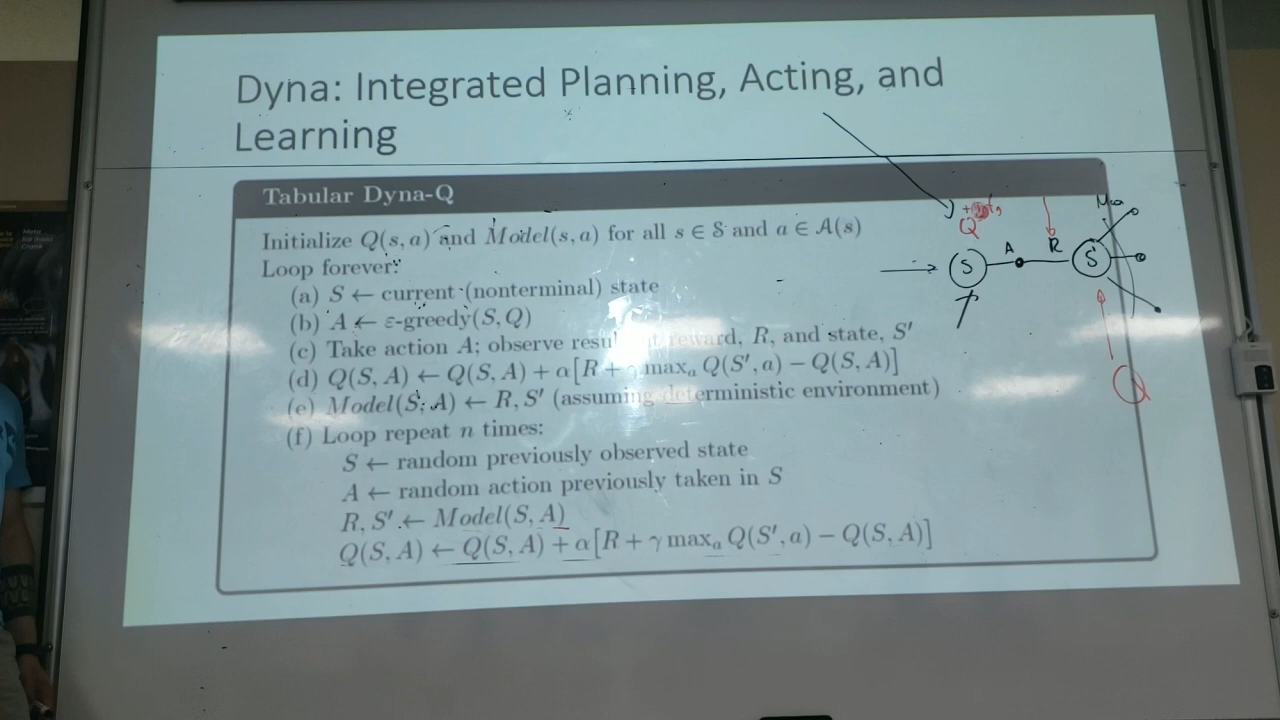 Dyna: Integrated Planning, Acting, and
Learning
Tabular Dyna-Q
Initialize Q(s, a) and Model(s, a) for all s ∈ S and a ∈ A(s)
Loop forever:
(a) S ← current (nonterminal) state
(b) A ← ε-greedy(S, Q)
(c) Take action A; observe resultant reward, R, and state, S′
(d) Q(S, A) ← Q(S, A) + α[R + γ maxₐ Q(S′, a) − Q(S, A)]
(e) Model(S, A) ← R, S′ (assuming deterministic environment)
(f) Loop repeat n times:
S ← random previously observed state
A ← random action previously taken in S
R, S′ ← Model(S, A)
Q(S, A) ← Q(S, A) + α[R + γ maxₐ Q(S′, a) − Q(S, A)]
Q
S A R S'
Q